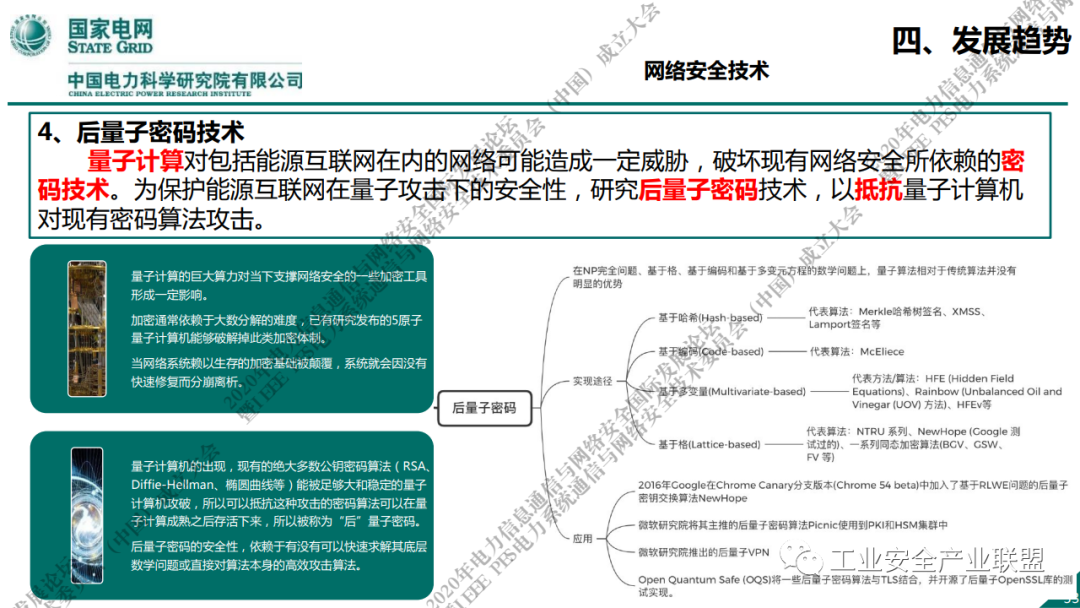 国家电网
STATE GRID
中国电力科学研究院有限公司
CHINA ELECTRIC POWER RESEARCH INSTITUTE
四、发展趋势
网络安全技术
4、后量子密码技术
量子计算对包括能源互联网在内的网络可能造成一定威胁，破坏现有网络安全所依赖的密
码技术。为保护能源互联网在量子攻击下的安全性，研究后量子密码技术，以抵抗量子计算机
对现有密码算法攻击。
量子计算的巨大算力对当下支撑网络安全的一些加密工具
形成一定影响。
加密通常依赖于大数分解的难度，已有研究发布的5原子
量子计算机能够破解掉此类加密体制。
当网络系统赖以生存的加密基础被颠覆，系统就会因没有
快速修复而分崩离析。
量子计算机的出现，现有的绝大多数公钥密码算法（RSA、
Diffie-Hellman、椭圆曲线等）能被足够大和稳定的量子
计算机攻破，所以可以抵抗这种攻击的密码算法可以在量
子计算成熟之后存活下来，所以被称为“后”量子密码。
后量子密码的安全性，依赖于有没有可以快速求解其底层
数学问题或直接对算法本身的高效攻击算法。
后量子密码
在NP完全问题、基于格、基于编码和基于多变元方程的数学问题上，量子算法相对于传统算法并没有
明显的优势
实现途径
基于哈希(Hash-based)
代表算法：Merkle哈希树签名、XMSS、
Lamport签名等
基于编码(Code-based)
代表算法：McEliece
基于多变量(Multivariate-based)
代表方法/算法：HFE (Hidden Field
Equations)、Rainbow (Unbalanced Oil and
Vinegar (UOV) 方法)、HFEv等
基于格(Lattice-based)
代表算法：NTRU 系列、NewHope (Google 测
试过的)、一系列同态加密算法(BGV、GSW、
FV 等)
应用
2016年Google在Chrome Canary分支版本(Chrome 54 beta)中加入了基于RLWE问题的后量子
密钥交换算法NewHope
微软研究院将其主推的后量子密码算法Picnic使用到PKI和HSM集群中
微软研究院推出的后量子VPN
Open Quantum Safe (OQS)将一些后量子密码算法与TLS结合，并开源了后量子OpenSSL库的测
试实现。
工业安全产业联盟
2020年电力信息通信与网络安全国际发展论坛
暨IEEE PES电力系统通信与网络安全技术委员会（中国）成立大会